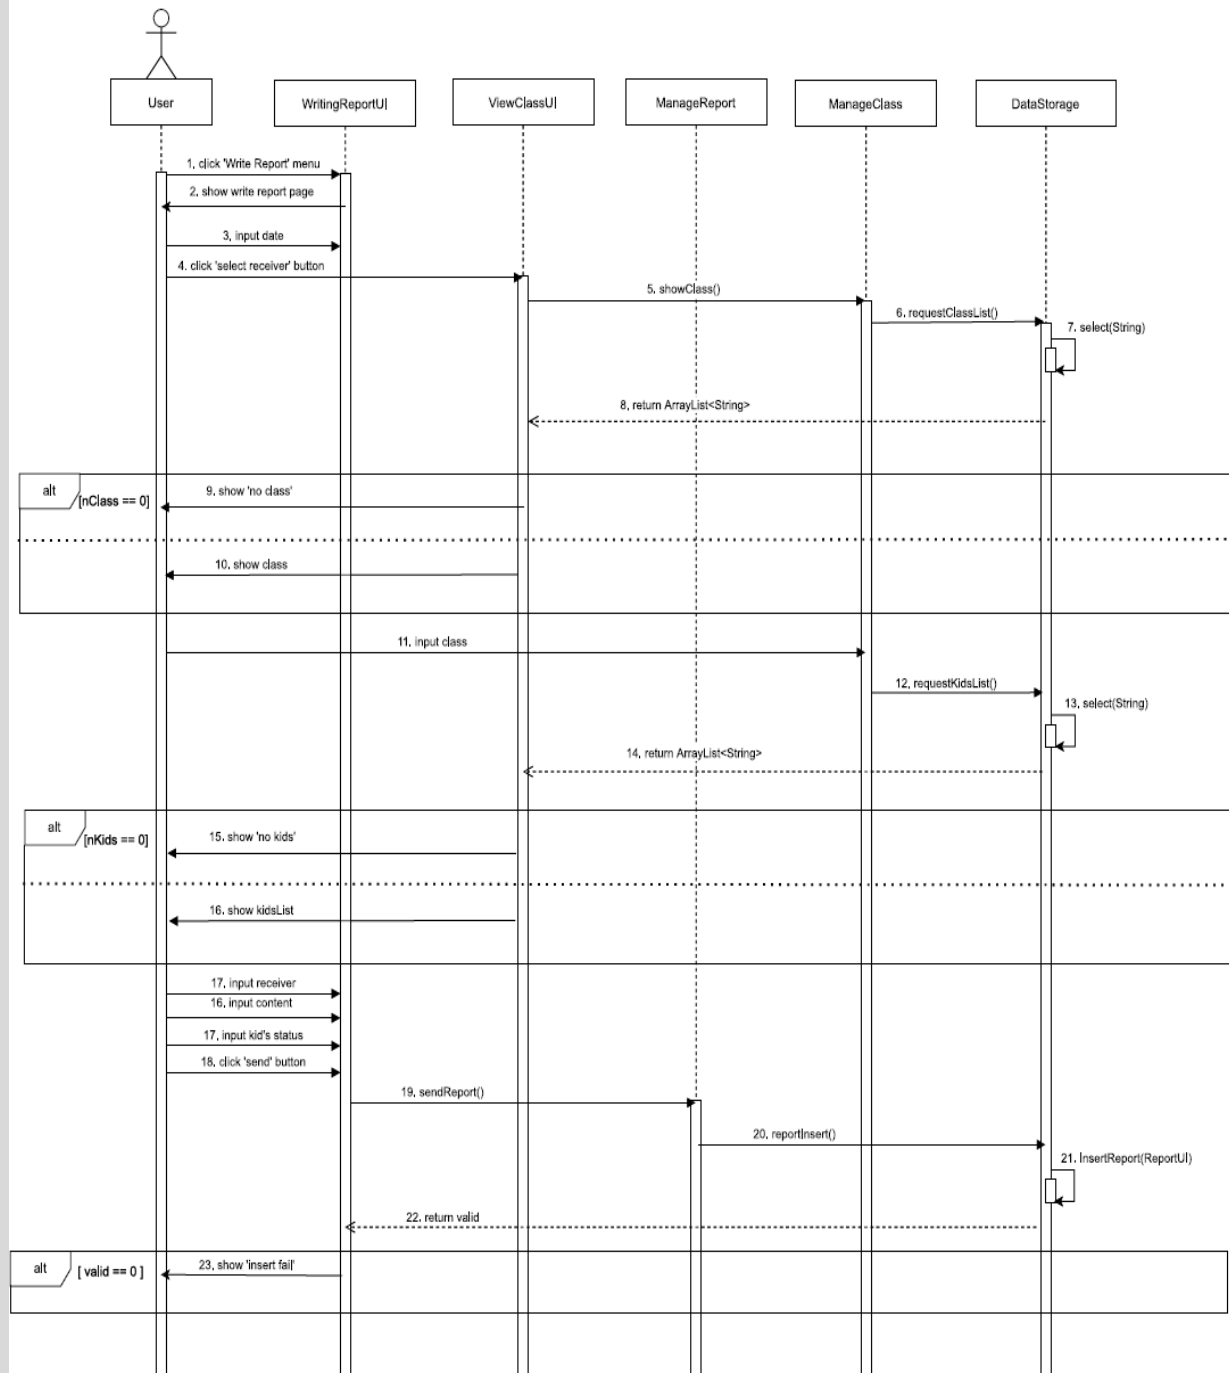 User
WritingReportUI
ViewClassUI
ManageReport
ManageClass
DataStorage
1. click 'Write Report' menu
2. show write report page
3. input date
4. click 'select receiver' button
5. showClass()
6. requestClassList()
7. select(String)
8. return ArrayList<String>
alt
[nClass == 0]
9. show 'no class'
10. show class
11. input class
12. requestKidsList()
13. select(String)
14. return ArrayList<String>
alt
[nKids == 0]
15. show 'no kids'
16. show kidsList
17. input receiver
16. input content
17. input kid's status
18. click 'send' button
19. sendReport()
20. reportInsert()
21. InsertReport(ReportUI)
22. return valid
alt
[ valid == 0 ]
23. show 'insert fail'